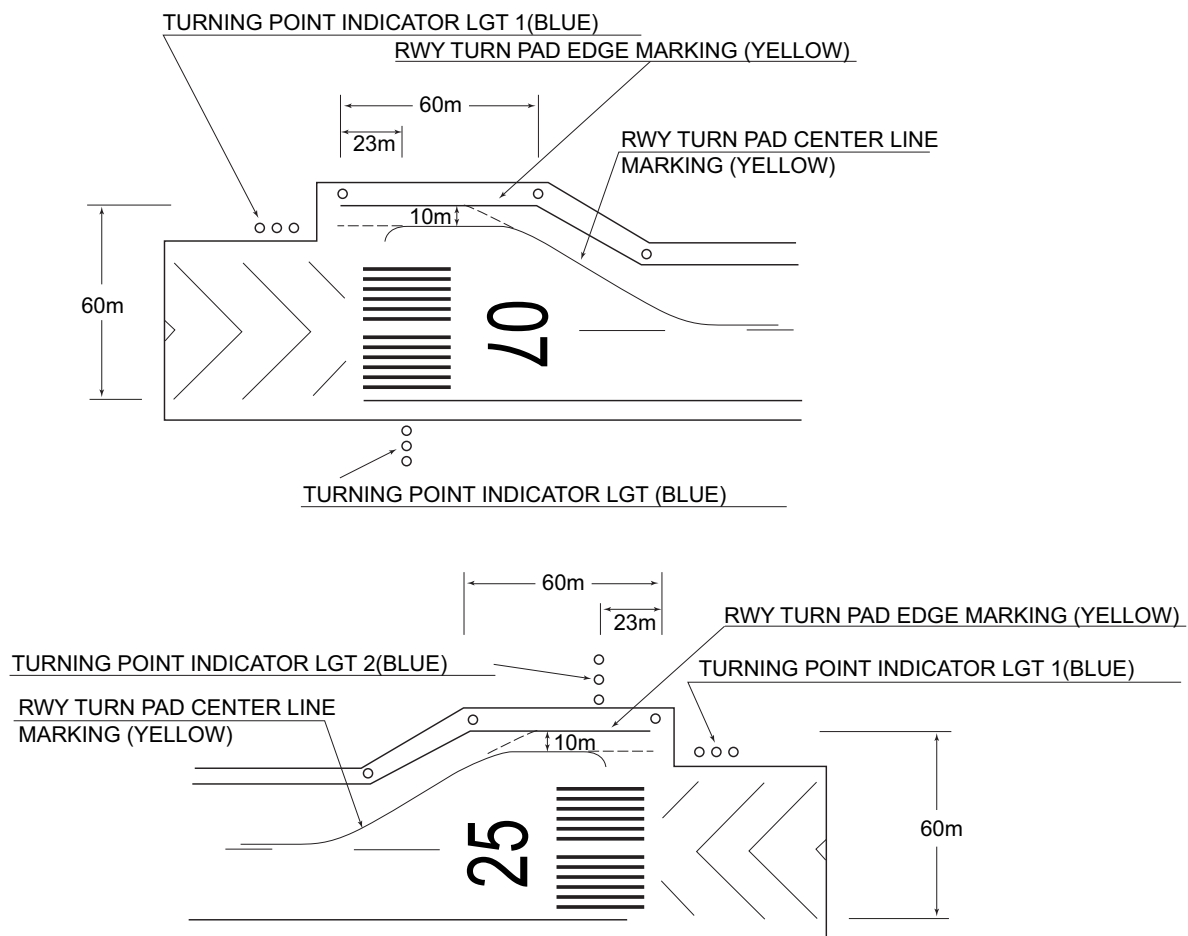 TURNING POINT INDICATOR LGT 1(BLUE)
RWY TURN PAD EDGE MARKING (YELLOW)
60m
23m
RWY TURN PAD CENTER LINE
MARKING (YELLOW)
10m
60m
07
TURNING POINT INDICATOR LGT (BLUE)
60m
23m
RWY TURN PAD EDGE MARKING (YELLOW)
TURNING POINT INDICATOR LGT 2(BLUE)
TURNING POINT INDICATOR LGT 1(BLUE)
RWY TURN PAD CENTER LINE
MARKING (YELLOW)
10m
60m
25